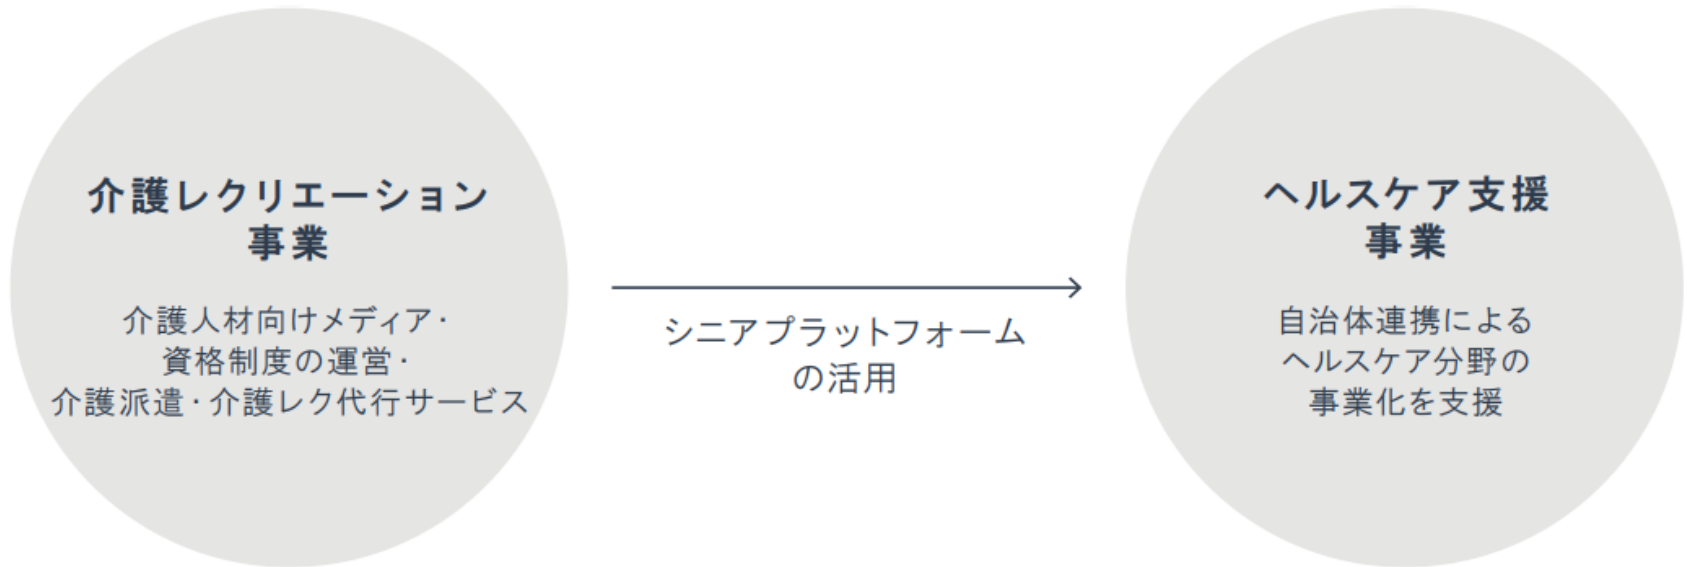 介護レクリエーション
事業
介護人材向けメディア・
資格制度の運営・
介護派遣・介護レク代行サービス
シニアプラットフォーム
の活用
ヘルスケア支援
事業
自治体連携による
ヘルスケア分野の
事業化を支援